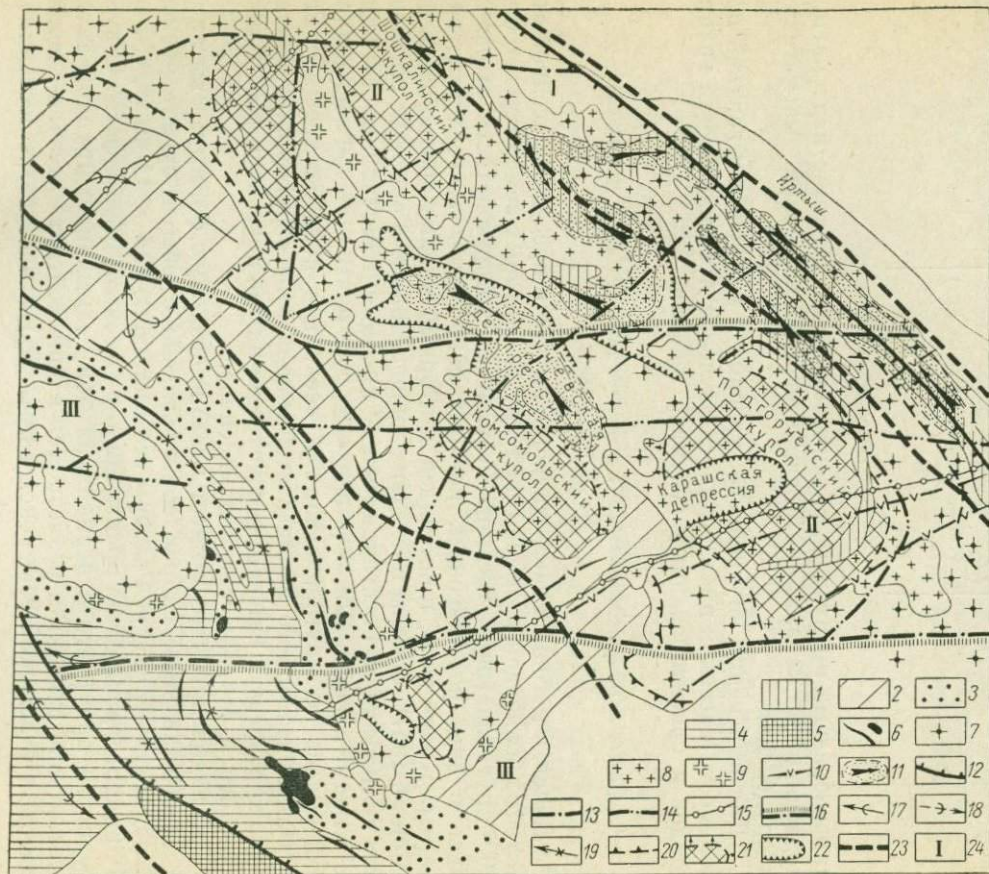 Шошкалинский
купол
II
I
Иртыш
III
Комсомольский
купол
Подгорненский
купол
Карашская
депрессия
II
I
III
1 2 3
4 5 6 7
8 9 10 11 12
13 14 15 16 17 18
19 20 21 22 23 I 24